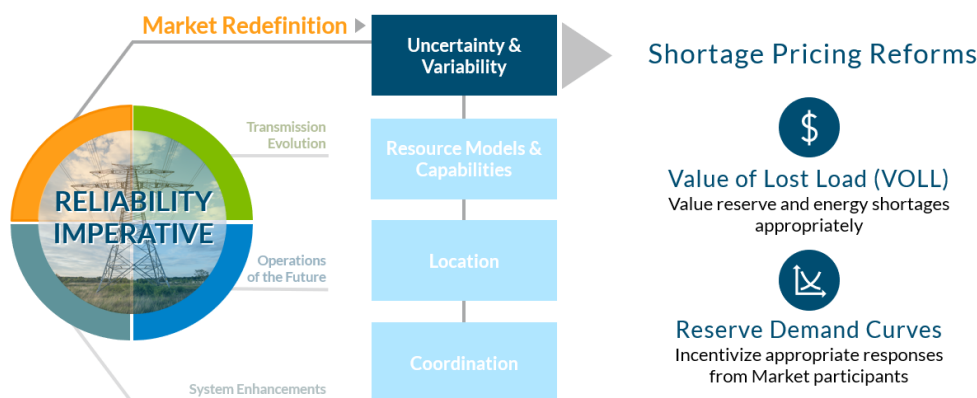 Market Redefinition
Uncertainty &
Variability
Shortage Pricing Reforms
Transmission
Evolution
Resource Models &
Capabilities
$
Value of Lost Load (VOLL)
Value reserve and energy shortages
appropriately
RELIABILITY
IMPERATIVE
Operations
of the Future
Location
Reserve Demand Curves
Incentivize appropriate responses
from Market participants
System Enhancements
Coordination